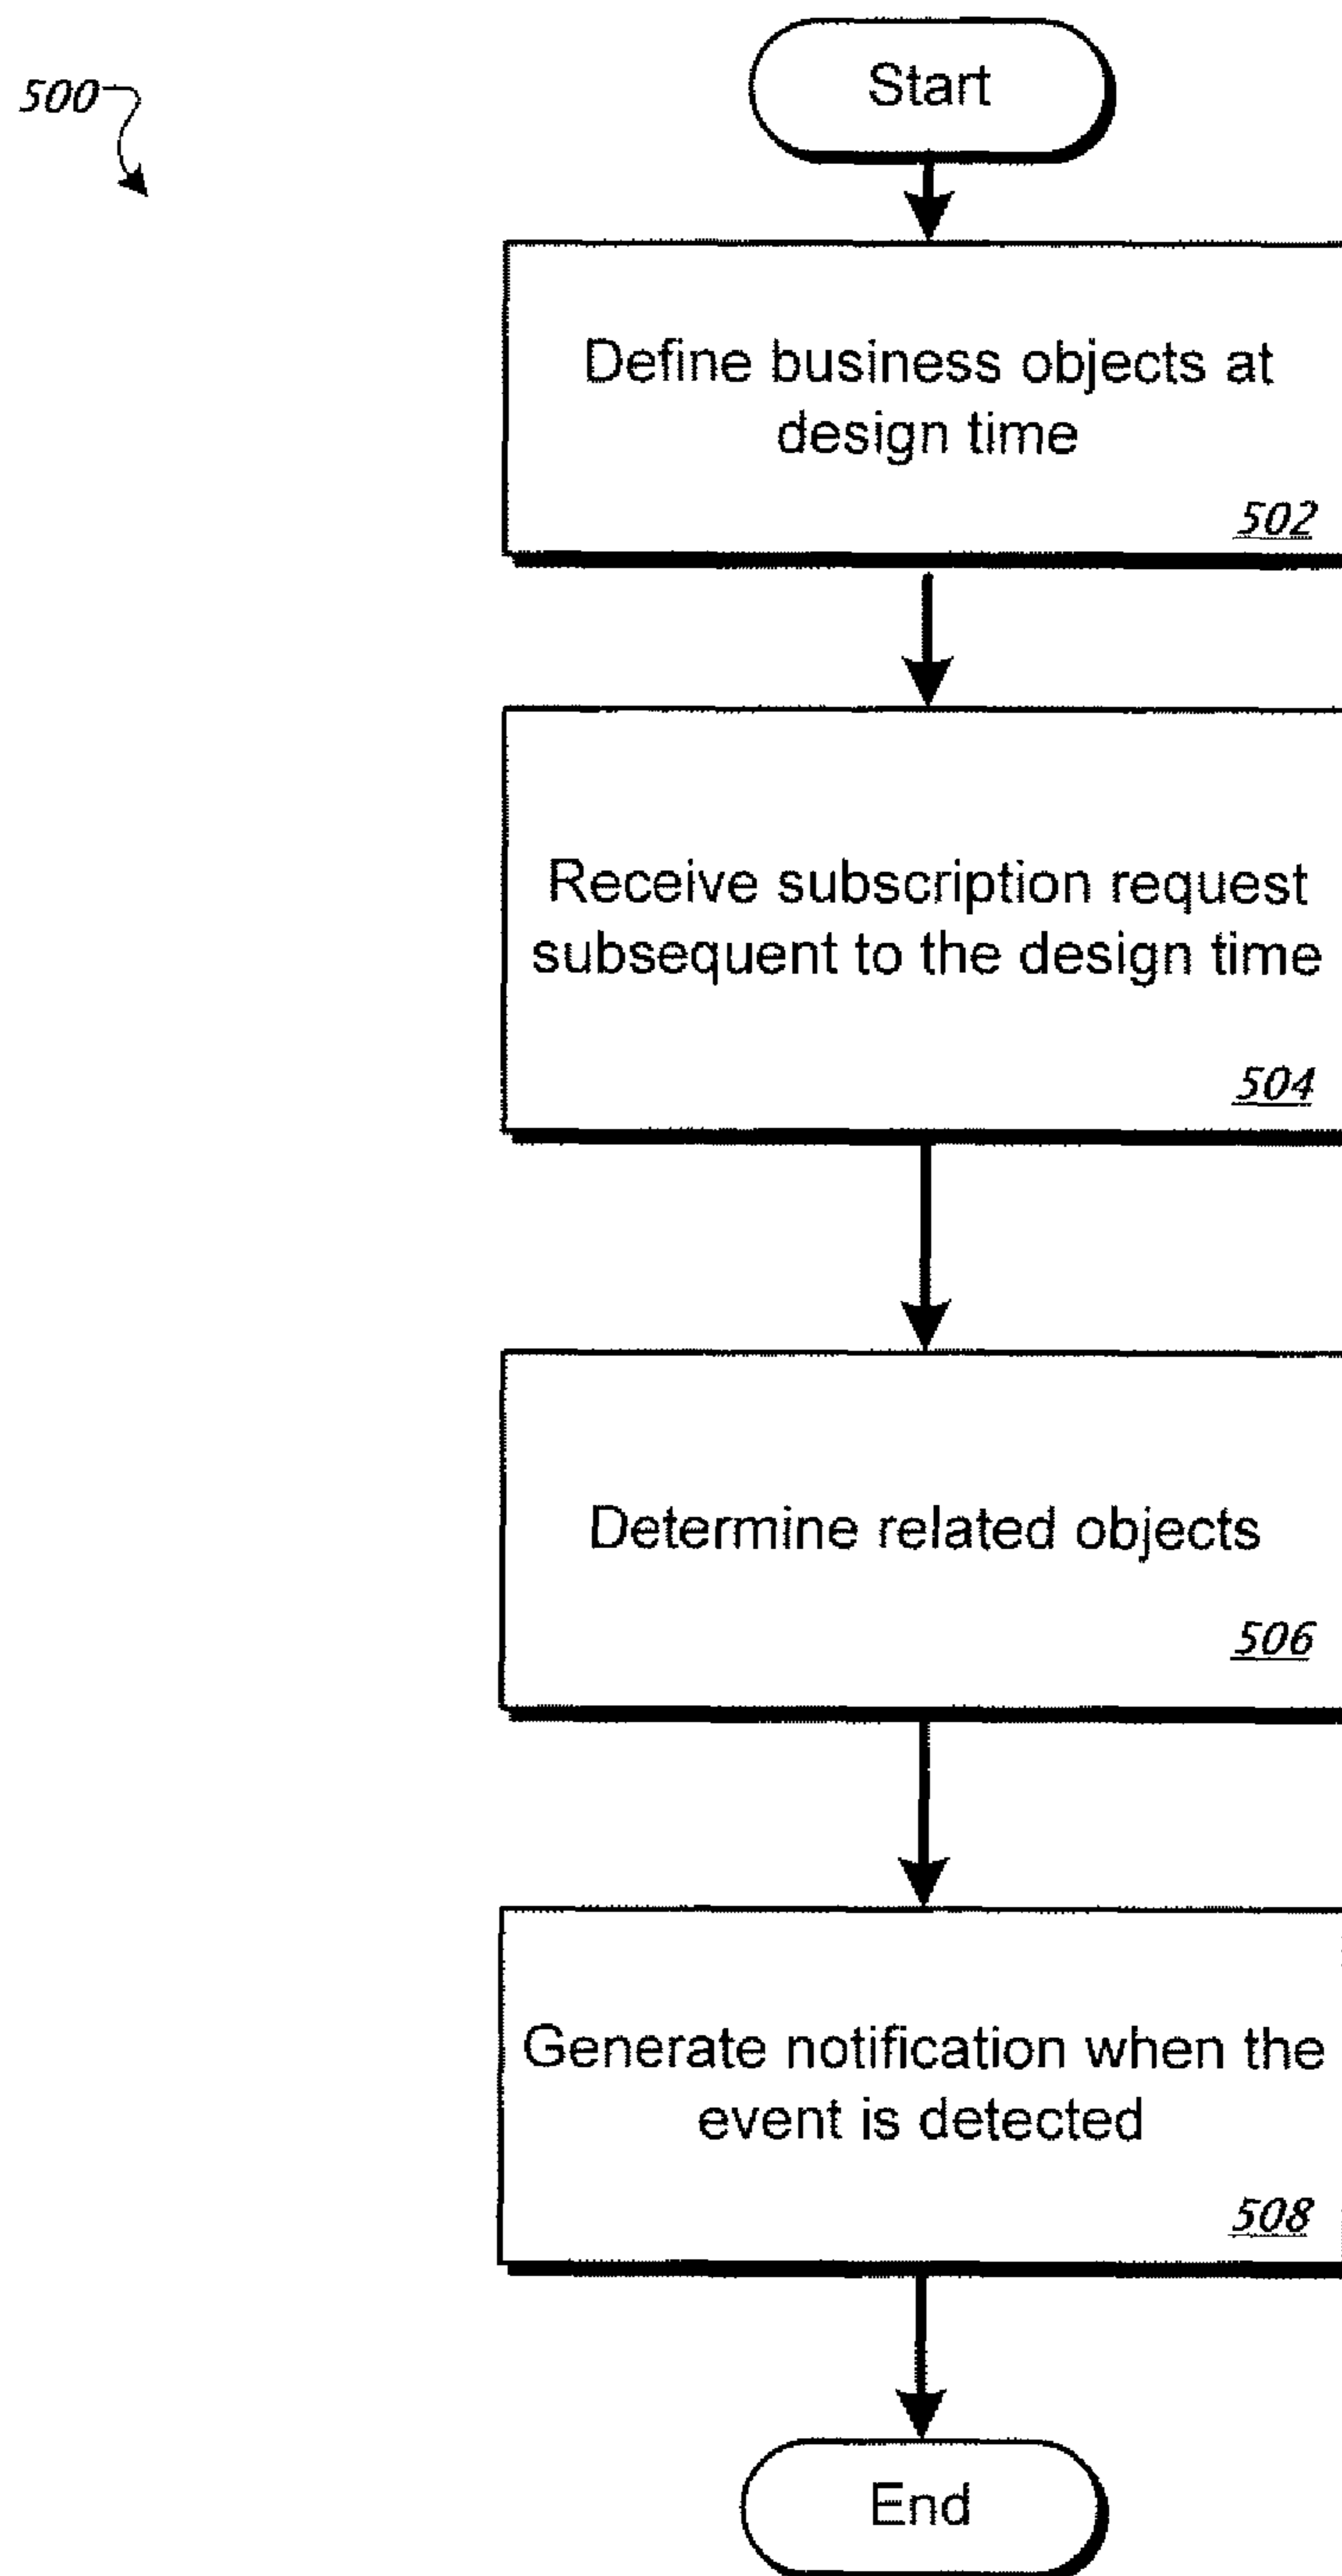 500
Start
Define business objects at
design time
502
Receive subscription request
subsequent to the design time
504
Determine related objects
506
Generate notification when the
event is detected
508
End